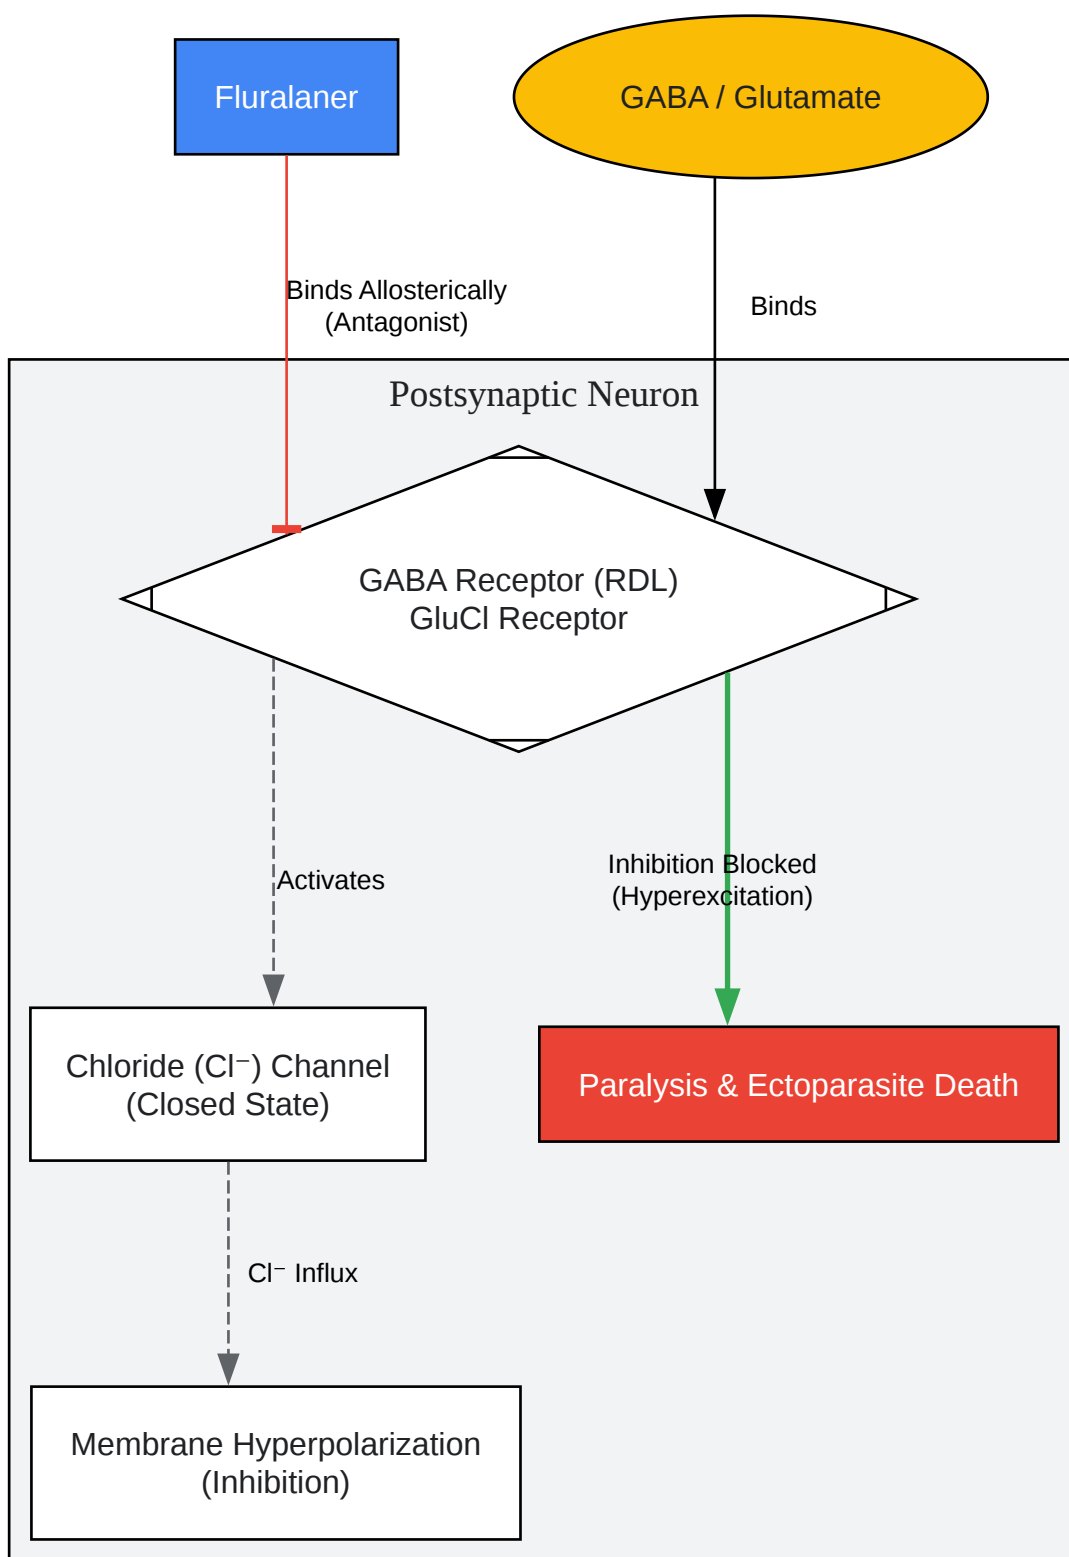 Fluralaner
GABA / Glutamate
Binds Allosterically
(Antagonist)
Binds
Postsynaptic Neuron
GABA Receptor (RDL)
GluCl Receptor
Activates
Inhibition Blocked
(Hyperexcitation)
Chloride (Cl⁻) Channel
(Closed State)
Paralysis & Ectoparasite Death
Cl⁻ Influx
Membrane Hyperpolarization
(Inhibition)